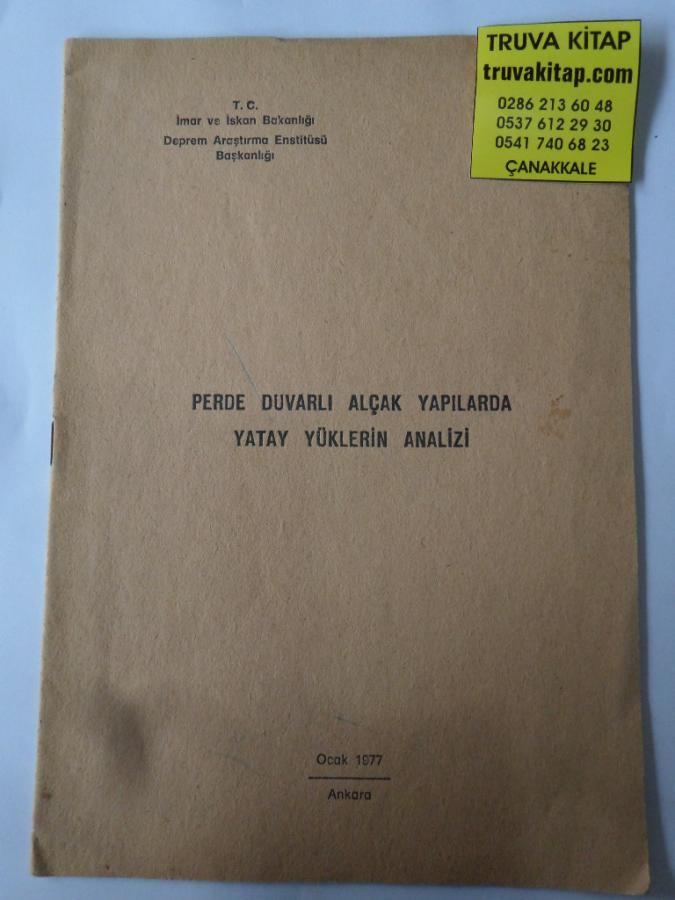 TRUVA KİTAP
truvakitap.com
0286 213 60 48
0537 612 29 30
0541 740 68 23
ÇANAKKALE
T. C.
İmar ve İskan Bakanlığı
Deprem Araştırma Enstitüsü
Başkanlığı
PERDE DUVARLI ALÇAK YAPILARDA
YATAY YÜKLERİN ANALİZİ
Ocak 1977
Ankara